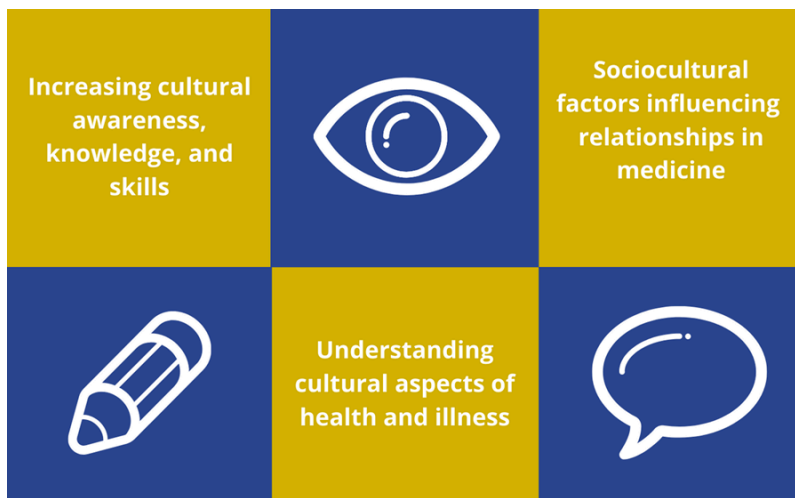 Increasing cultural
awareness,
knowledge, and
skills
Sociocultural
factors influencing
relationships in
medicine
Understanding
cultural aspects of
health and illness